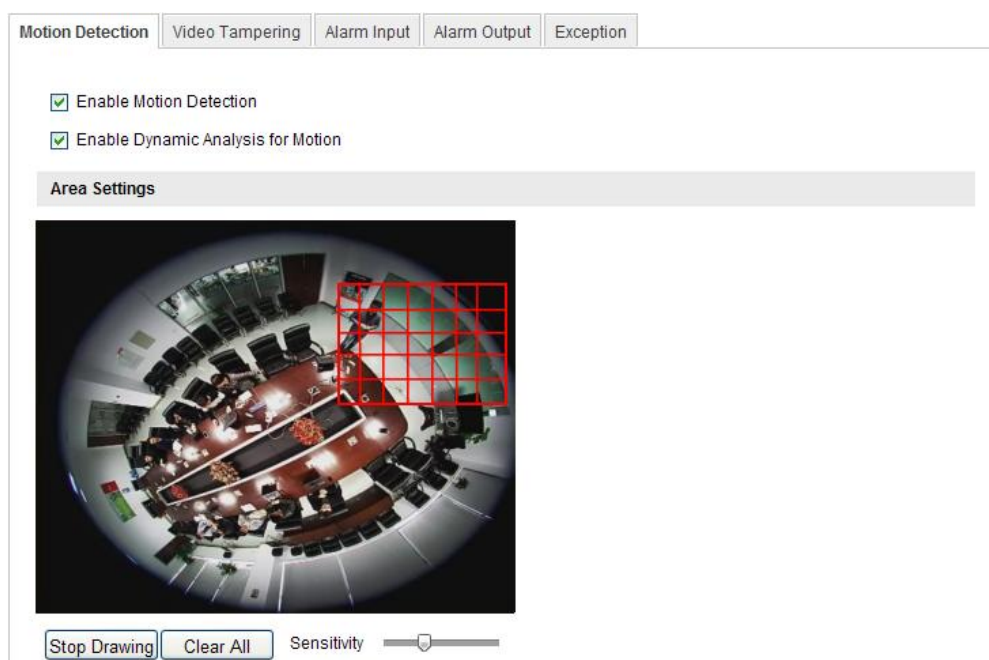 Motion Detection Video Tampering Alarm Input Alarm Output Exception
Enable Motion Detection
Enable Dynamic Analysis for Motion
Area Settings
Stop Drawing Clear All Sensitivity